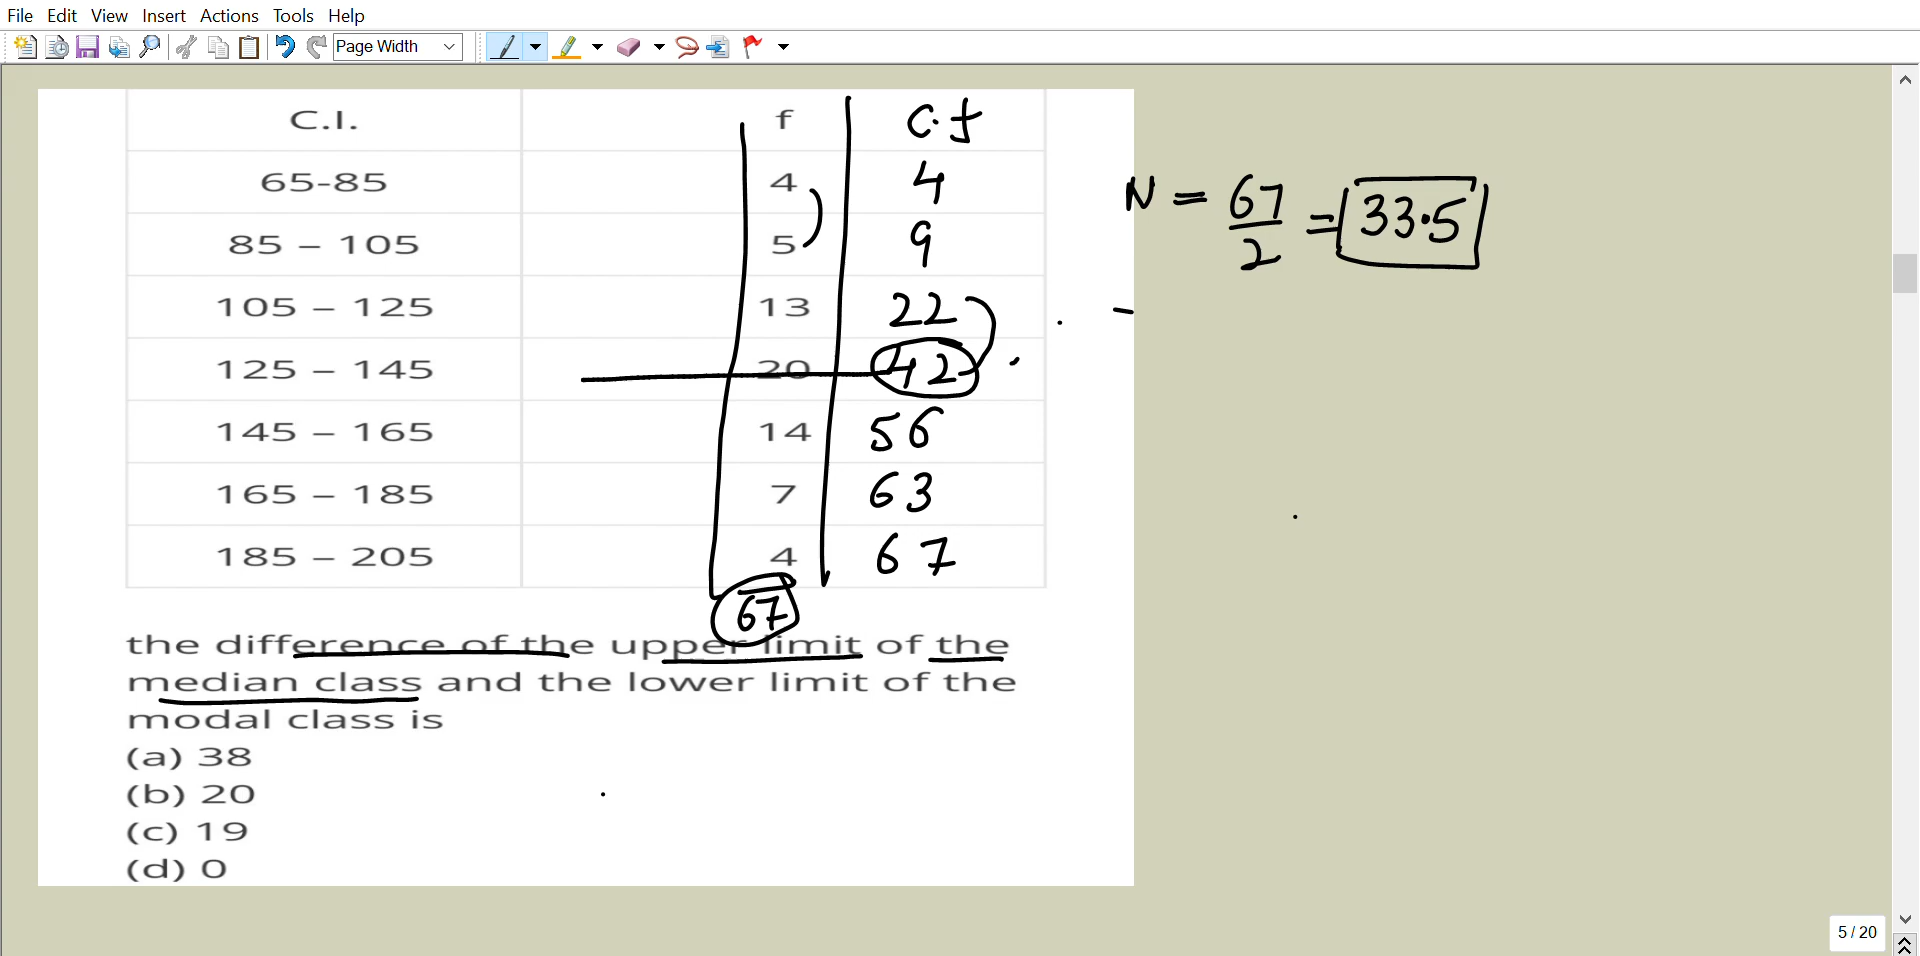 File Edit View Insert Actions Tools Help
Page Width
C.I. f C.f
65-85 4 4
85 – 105 5 9
105 – 125 13 22
125 – 145 20 42
145 – 165 14 56
165 – 185 7 63
185 – 205 4 67
67
N = 67/2 = 33.5
the difference of the upper limit of the
median class and the lower limit of the
modal class is
(a) 38
(b) 20
(c) 19
(d) 0
5 / 20